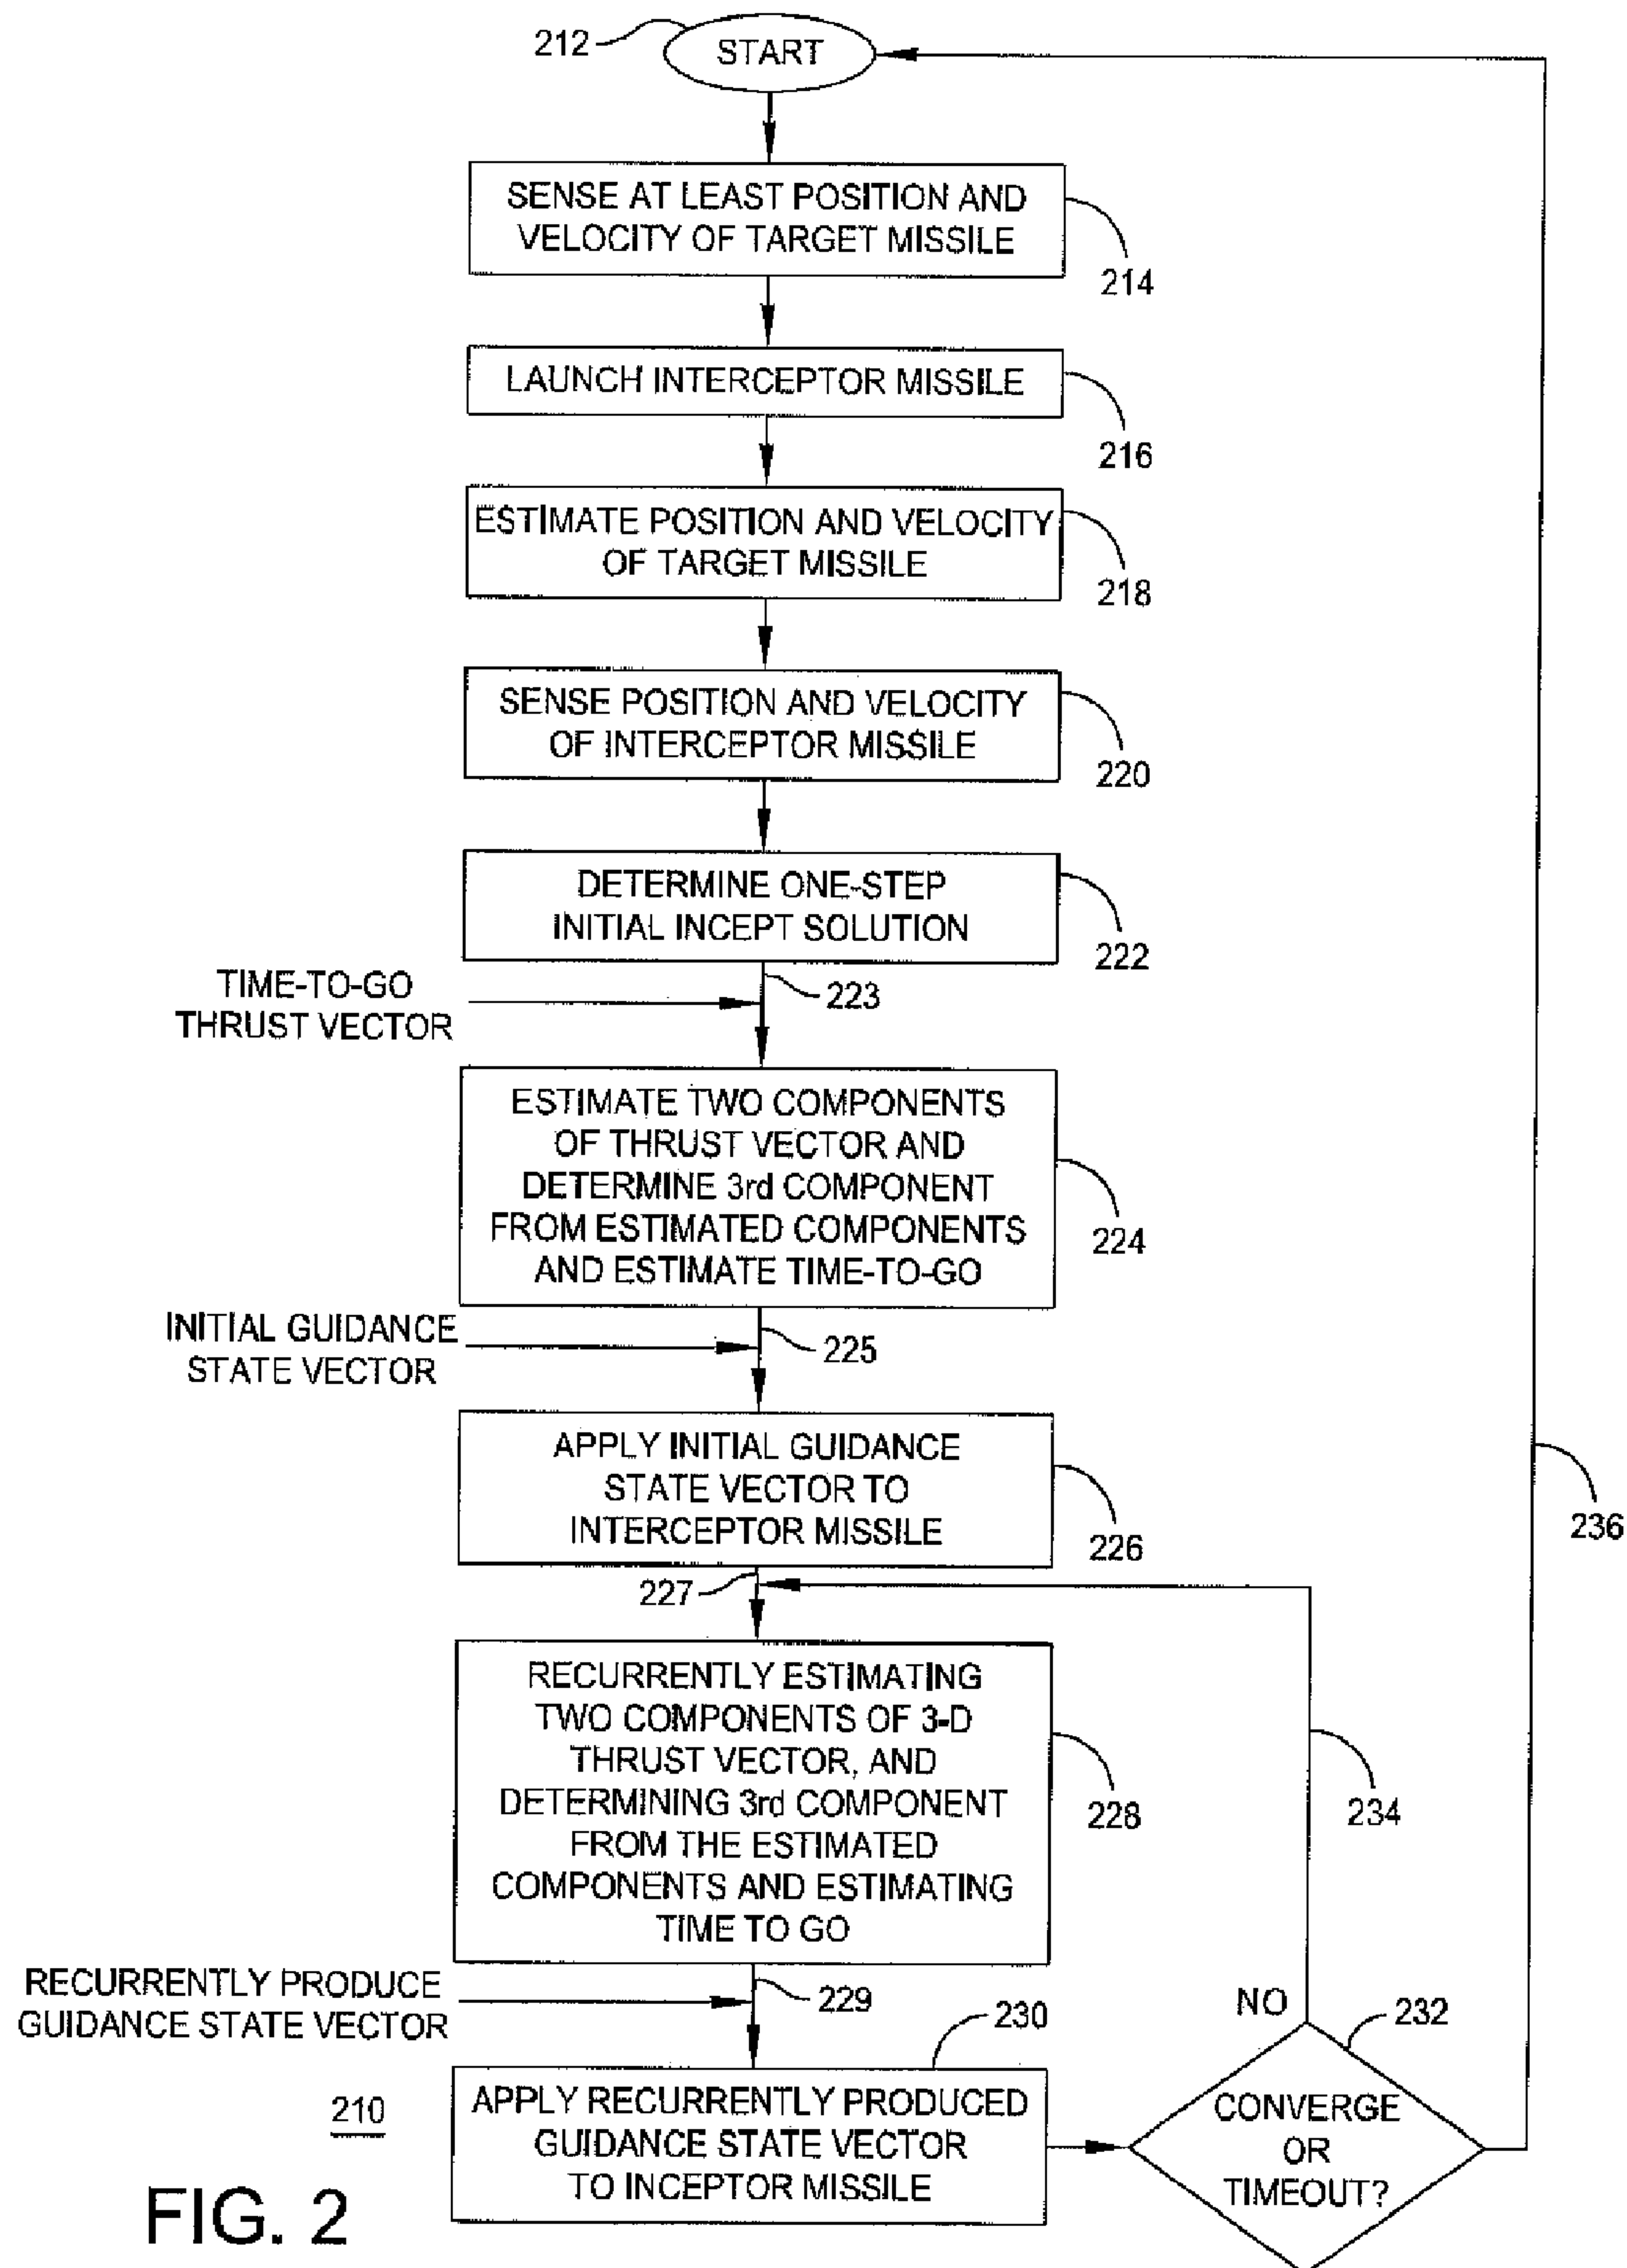 212
START
SENSE AT LEAST POSITION AND
VELOCITY OF TARGET MISSILE
214
LAUNCH INTERCEPTOR MISSILE
216
ESTIMATE POSITION AND VELOCITY
OF TARGET MISSILE
218
SENSE POSITION AND VELOCITY
OF INTERCEPTOR MISSILE
220
DETERMINE ONE-STEP
INITIAL INCEPT SOLUTION
222
TIME-TO-GO
THRUST VECTOR
223
ESTIMATE TWO COMPONENTS
OF THRUST VECTOR AND
DETERMINE 3rd COMPONENT
FROM ESTIMATED COMPONENTS
AND ESTIMATE TIME-TO-GO
224
INITIAL GUIDANCE
STATE VECTOR
225
APPLY INITIAL GUIDANCE
STATE VECTOR TO
INTERCEPTOR MISSILE
226
236
227
RECURRENTLY ESTIMATING
TWO COMPONENTS OF 3-D
THRUST VECTOR, AND
DETERMINING 3rd COMPONENT
FROM THE ESTIMATED
COMPONENTS AND ESTIMATING
TIME TO GO
228
234
RECURRENTLY PRODUCE
GUIDANCE STATE VECTOR
229
230
NO
232
APPLY RECURRENTLY PRODUCED
GUIDANCE STATE VECTOR
TO INCEPTOR MISSILE
CONVERGE
OR
TIMEOUT?
210
FIG. 2